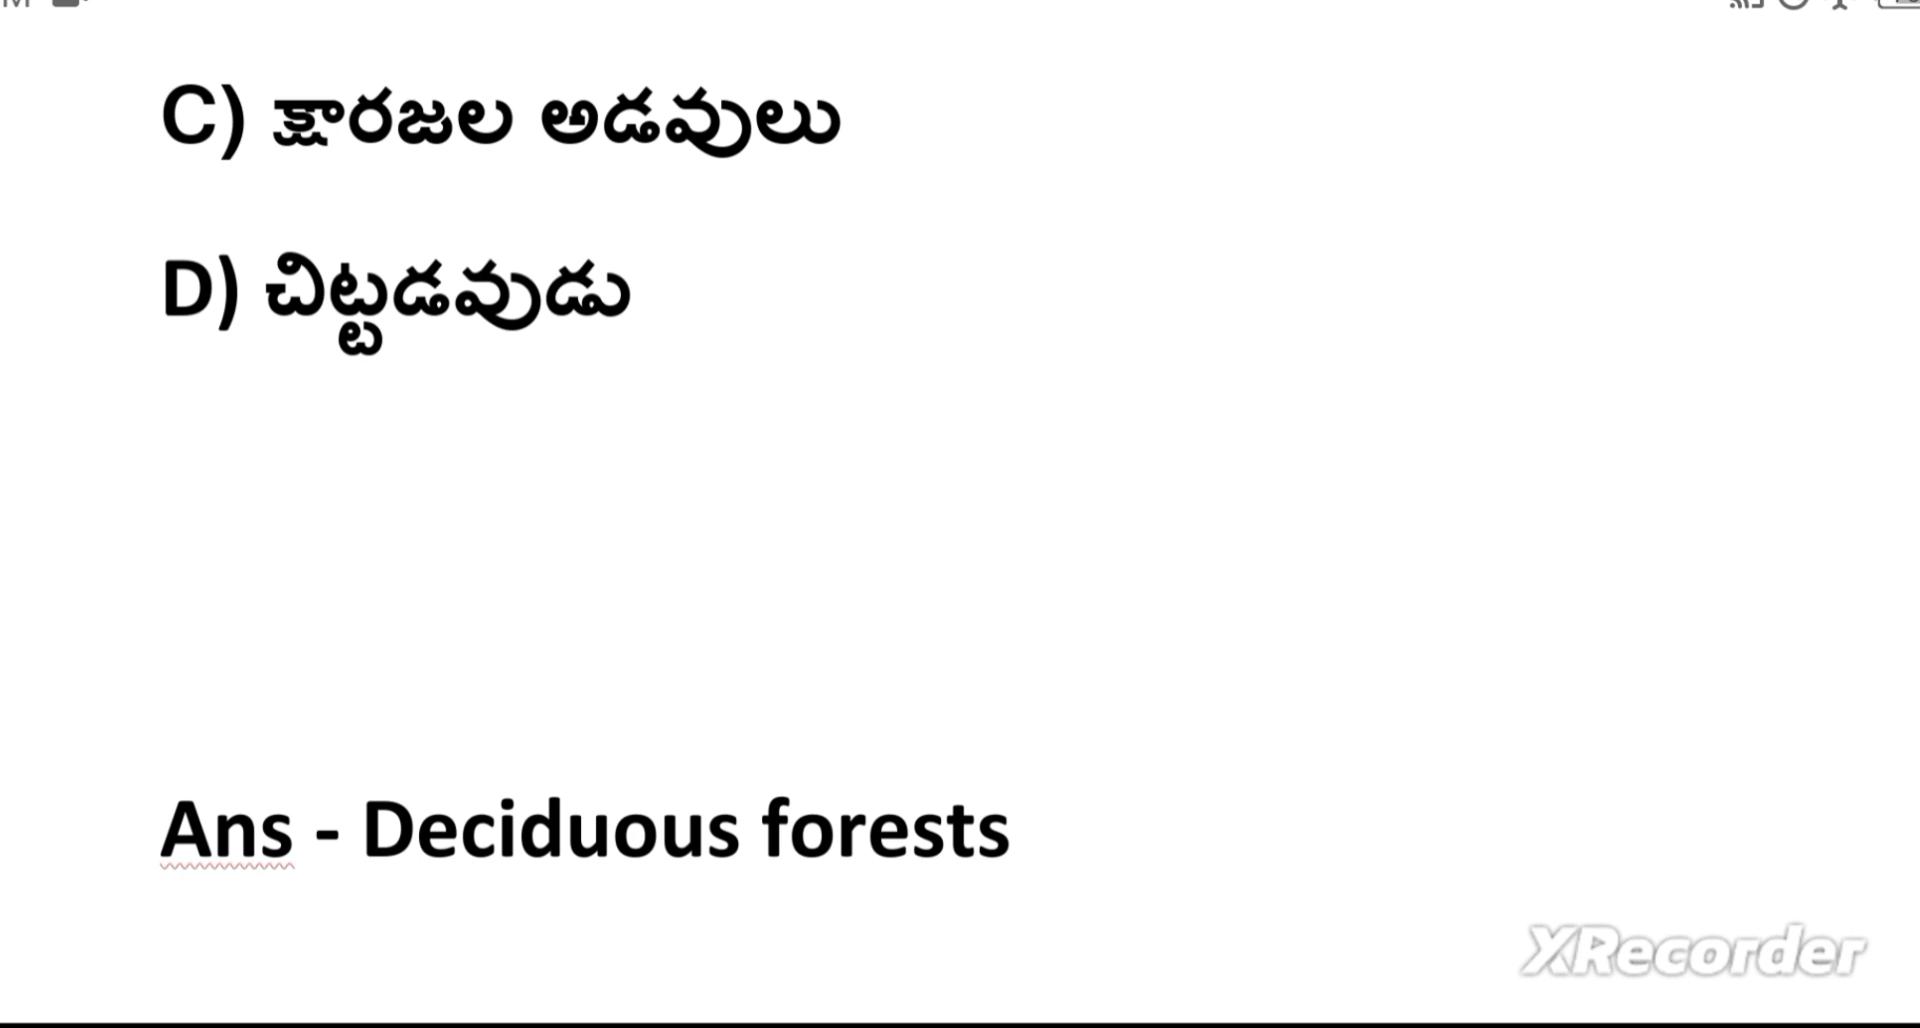 C) క్షారజల అడవులు
D) చిట్టడవుడు
Ans - Deciduous forests
XRecorder